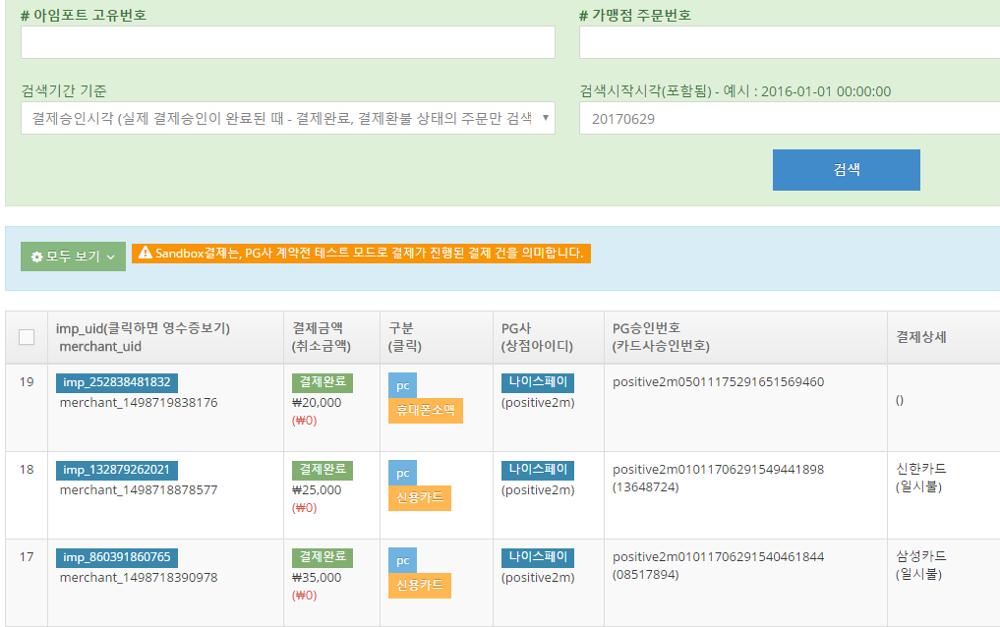 # 아임포트 고유번호
# 가맹점 주문번호
검색기간 기준
검색시작시각(포함됨) - 예시 : 2016-01-01 00:00:00
결제승인시각 (실제 결제승인이 완료된 때 - 결제완료, 결제환불 상태의 주문만 검색
20170629
검색
모두 보기
Sandbox결제는, PG사 계약전 테스트 모드로 결제가 진행된 결제 건을 의미합니다.
imp_uid(클릭하면 영수증보기)
merchant_uid
결제금액
(취소금액)
구분
(클릭)
PG사
(상점아이디)
PG승인번호
(카드사승인번호)
결제상세
19
imp_252838481832
merchant_1498719838176
결제완료
₩20,000
(₩0)
pc
휴대폰소액
나이스페이
(positive2m)
positive2m05011175291651569460
()
18
imp_132879262021
merchant_1498718878577
결제완료
₩25,000
(₩0)
pc
신용카드
나이스페이
(positive2m)
positive2m01011706291549441898
(13648724)
신한카드
(일시불)
17
imp_860391860765
merchant_1498718390978
결제완료
₩35,000
(₩0)
pc
신용카드
나이스페이
(positive2m)
positive2m01011706291540461844
(08517894)
삼성카드
(일시불)